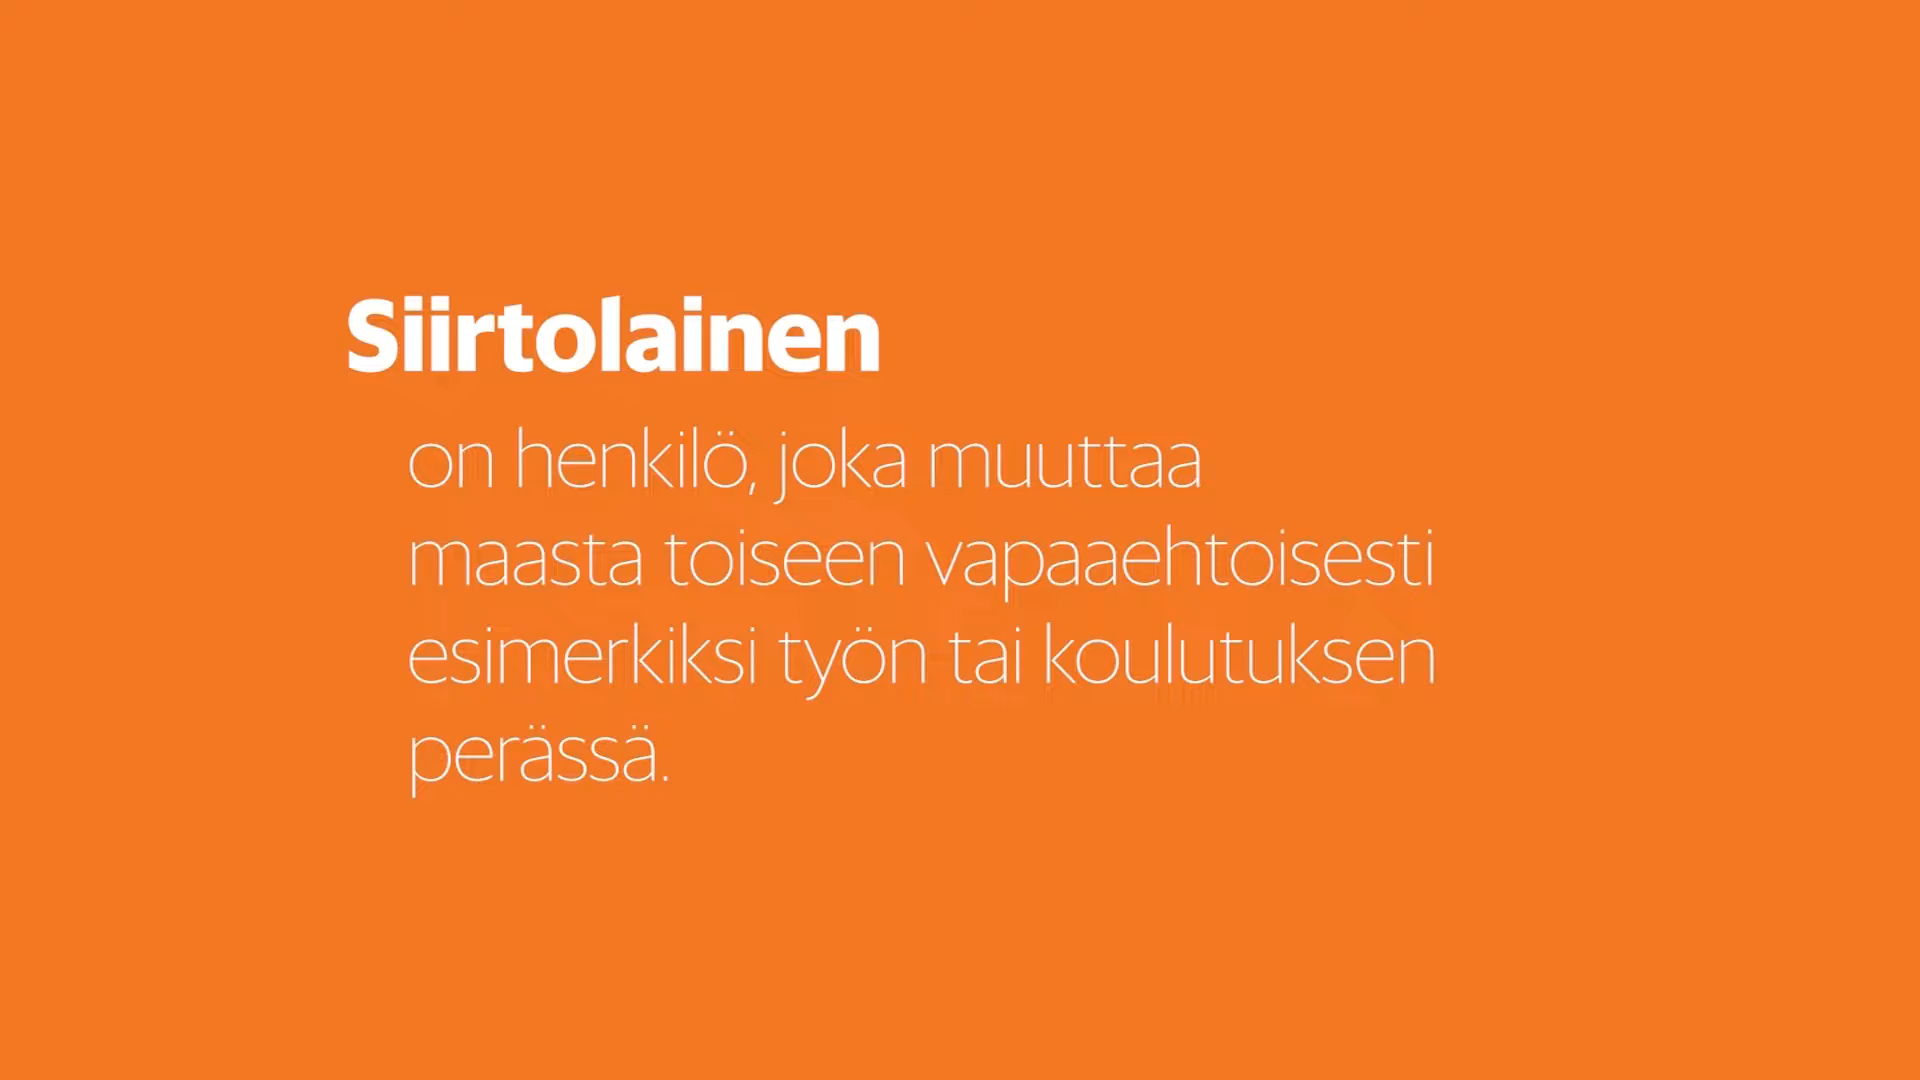 Siirtolainen
on henkilö, joka muuttaa
maasta toiseen vapaaehtoisesti
esimerkiksi työn tai koulutuksen
perässä.